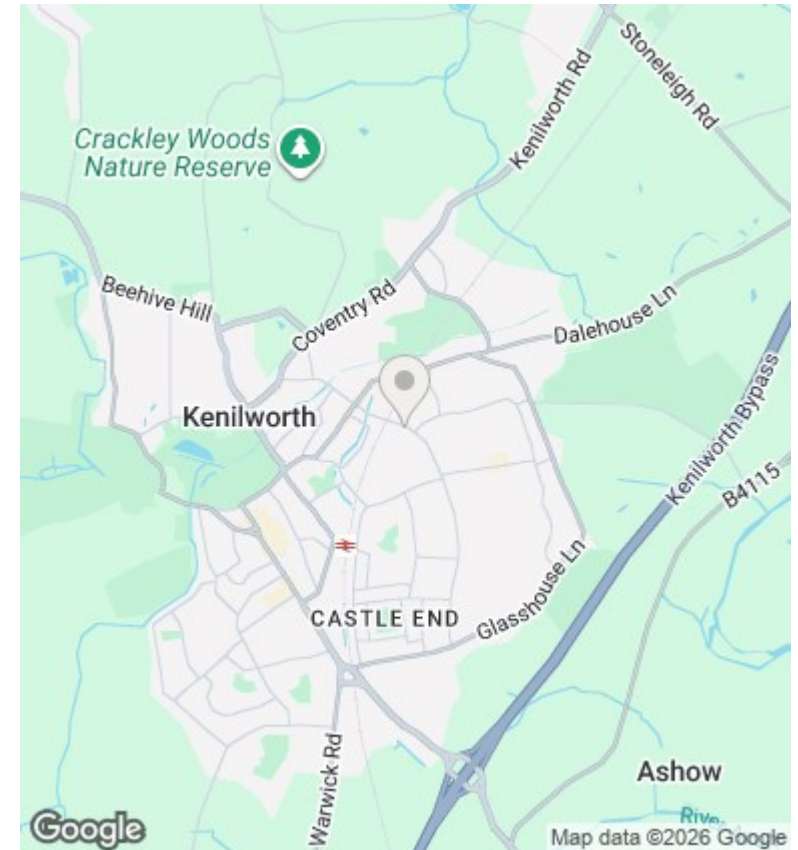 Stoneleigh Rd
Kenilworth Rd
Crackley Woods
Nature Reserve
Beehive Hill
Coventry Rd
Dalehouse Ln
Kenilworth
Kenilworth Bypass
B4115
CASTLE END
Glasshouse Ln
Warwick Rd
Ashow
Google
Map data ©2026 Google